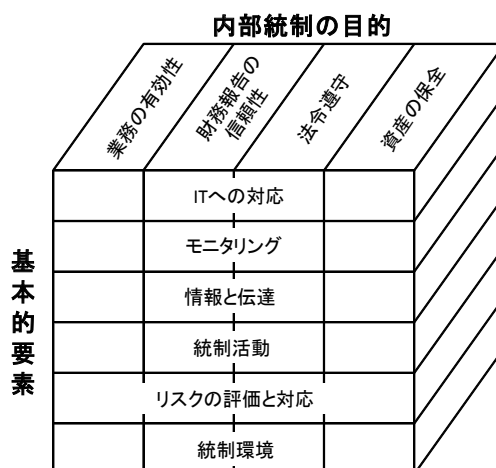 内部統制の目的
業務の有効性
財務報告の
信頼性
法令遵守
資産の保全
基本的要素
ITへの対応
モニタリング
情報と伝達
統制活動
リスクの評価と対応
統制環境